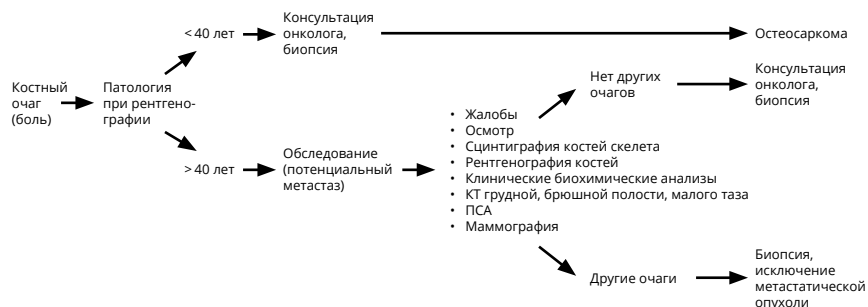 Костный
очаг
(боль)
Патология
при рентгено-
графии
< 40 лет
Консультация
онколога,
биопсия
Остеосаркома
> 40 лет
Обследование
(потенциальный
метастаз)
• Жалобы
• Осмотр
• Сцинтиграфия костей скелета
• Рентгенография костей
• Клинические биохимические анализы
• КТ грудной, брюшной полости, малого таза
• ПСА
• Маммография
Нет других
очагов
Консультация
онколога,
биопсия
Другие очаги
Биопсия,
исключение
метастатической
опухоли